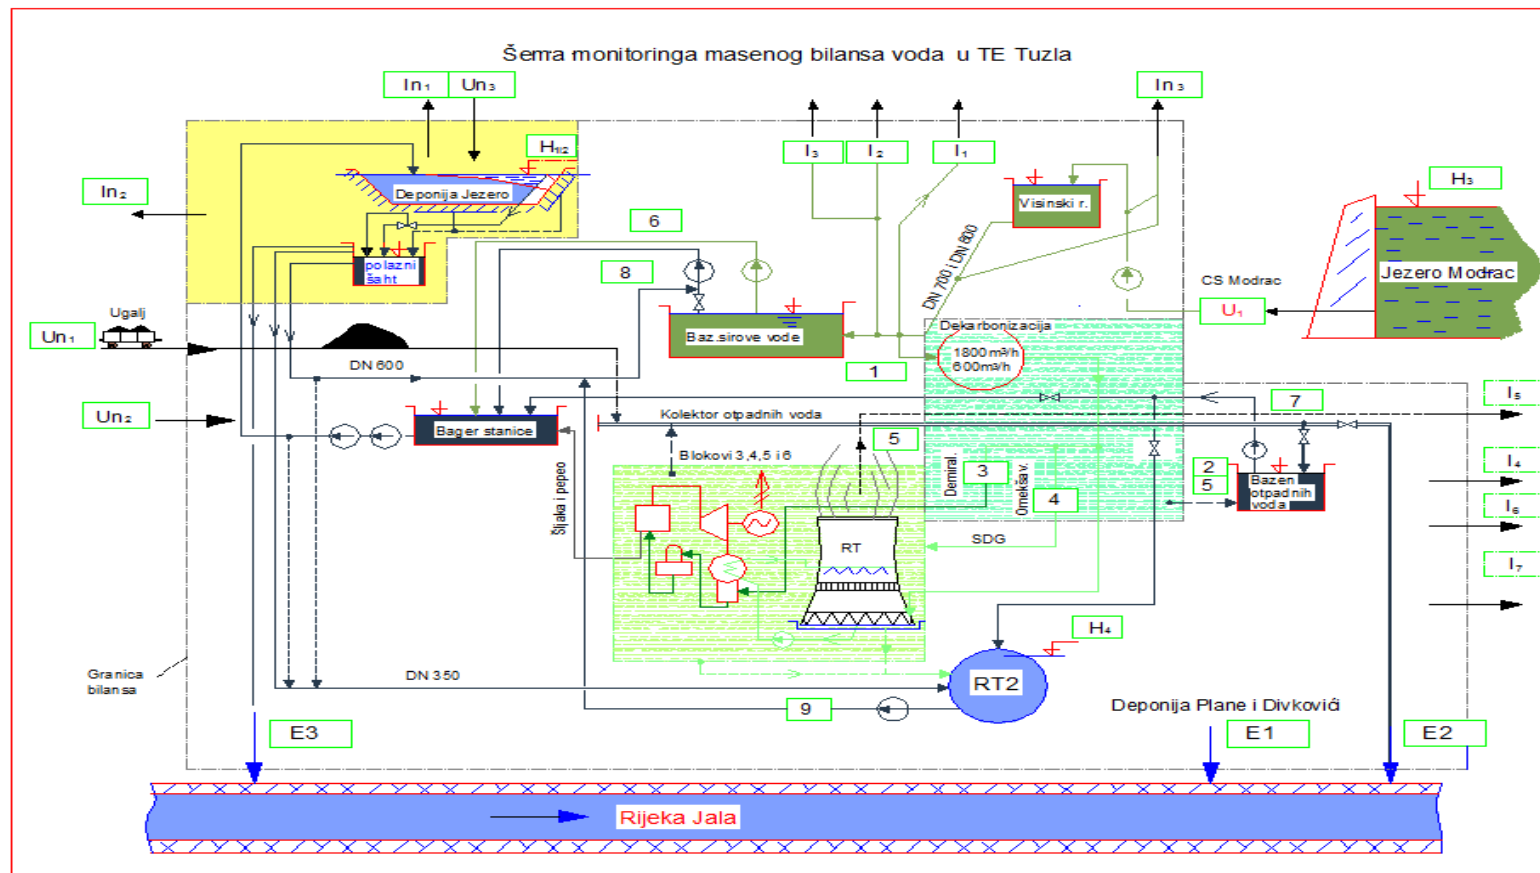 Šema monitoringa masenog bilansa voda u TE Tuzla
In1
Un3
In3
H1/2
I3
I2
I1
H3
In2
Deponija Jezero
Visinski r.
6
polazni
šaht
8
DN 700 i DN 800
Jezero Modrac
CS Modrac
U1
Ugalj
Un1
Baz.sirove vode
Dekarbonizacija
1800m³/h
600m³/h
DN 600
1
Un2
Kolektor otpadnih voda
7
I5
Bager stanice
Blokovi 3,4,5 i 6
5
Demiral.
3
Omekšav.
4
2
5
Bazen
otpadnih
voda
I4
I6
Šljaka i pepeo
RT
SDG
I7
H4
Granica
bilansa
DN 350
RT2
9
Deponija Plane i Divkovići
E3
E1
E2
Rijeka Jala